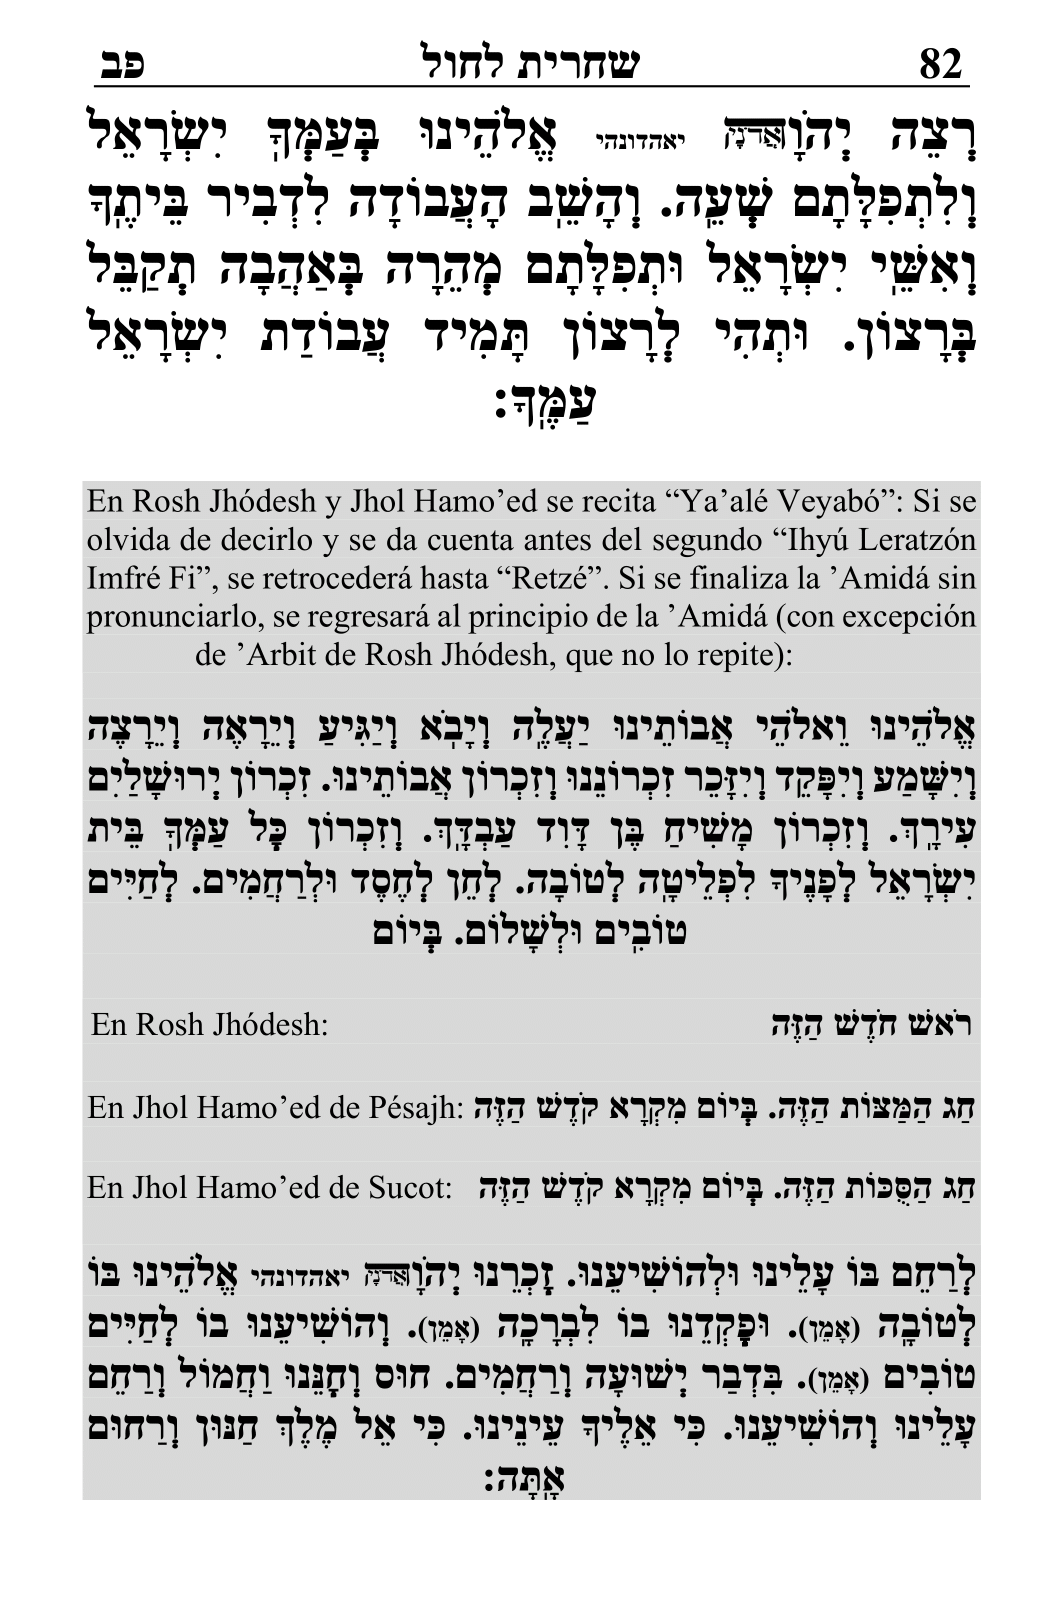 82 שחרית לחול פב
רְצֵה יְהֹוָאֲדֹנָיה יאהדונהי אֱלֹהֵינוּ בְּעַמְּךָ יִשְׂרָאֵל
וְלִתְפִלָּתָם שְׁעֵה. וְהָשֵׁב הָעֲבוֹדָה לִדְבִיר בֵּיתֶךָ
וְאִשֵּׁי יִשְׂרָאֵל וּתְפִלָּתָם מְהֵרָה בְּאַהֲבָה תְקַבֵּל
בְּרָצוֹן. וּתְהִי לְרָצוֹן תָּמִיד עֲבוֹדַת יִשְׂרָאֵל
עַמֶּךָ:
En Rosh Jhódesh y Jhol Hamo’ed se recita “Ya’alé Veyabó”: Si se
olvida de decirlo y se da cuenta antes del segundo “Ihyú Leratzón
Imfré Fi”, se retrocederá hasta “Retzé”. Si se finaliza la ’Amidá sin
pronunciarlo, se regresará al principio de la ’Amidá (con excepción
de ’Arbit de Rosh Jhódesh, que no lo repite):
אֱלֹהֵינוּ וֵאלֹהֵי אֲבוֹתֵינוּ יַעֲלֶה וְיָבֹא וְיַגִּיעַ וְיֵרָאֶה וְיֵרָצֶה
וְיִשָּׁמַע וְיִפָּקֵד וְיִזָּכֵר זִכְרוֹנֵנוּ וְזִכְרוֹן אֲבוֹתֵינוּ. זִכְרוֹן יְרוּשָׁלַיִם
עִירָךְ. וְזִכְרוֹן מָשִׁיחַ בֶּן דָּוִד עַבְדָּךְ. וְזִכְרוֹן כָּל עַמְּךָ בֵּית
יִשְׂרָאֵל לְפָנֶיךָ לִפְלֵיטָה לְטוֹבָה. לְחֵן לְחֶסֶד וּלְרַחֲמִים. לְחַיִּים
טוֹבִים וּלְשָׁלוֹם. בְּיוֹם
En Rosh Jhódesh: רֹאשׁ חֹדֶשׁ הַזֶּה
En Jhol Hamo’ed de Pésajh: חַג הַמַּצּוֹת הַזֶּה. בְּיוֹם מִקְרָא קֹדֶשׁ הַזֶּה
En Jhol Hamo’ed de Sucot: חַג הַסֻּכּוֹת הַזֶּה. בְּיוֹם מִקְרָא קֹדֶשׁ הַזֶּה
לְרַחֵם בּוֹ עָלֵינוּ וּלְהוֹשִׁיעֵנוּ. זָכְרֵנוּ יְהֹוָאֲדֹנָיה יאהדונהי אֱלֹהֵינוּ בּוֹ
לְטוֹבָה (אָמֵן). וּפָקְדֵנוּ בוֹ לִבְרָכָה (אָמֵן). וְהוֹשִׁיעֵנוּ בוֹ לְחַיִּים
טוֹבִים (אָמֵן). בִּדְבַר יְשׁוּעָה וְרַחֲמִים. חוּס וְחָנֵּנוּ וַחֲמוֹל וְרַחֵם
עָלֵינוּ וְהוֹשִׁיעֵנוּ. כִּי אֵלֶיךָ עֵינֵינוּ. כִּי אֵל מֶלֶךְ חַנּוּן וְרַחוּם
אָתָּה: